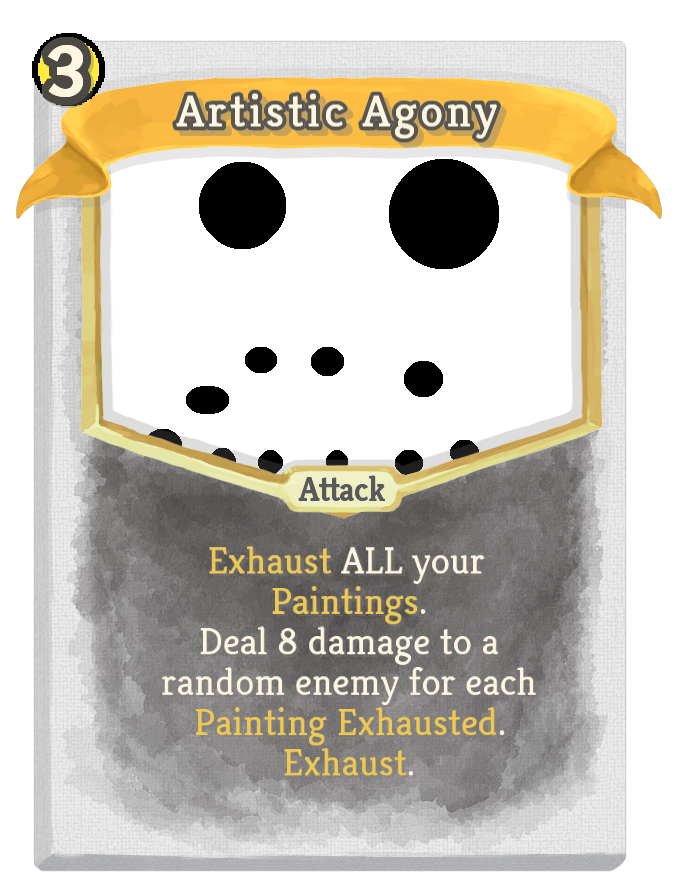 3
Artistic Agony
Attack
Exhaust ALL your
Paintings.
Deal 8 damage to a
random enemy for each
Painting Exhausted.
Exhaust.